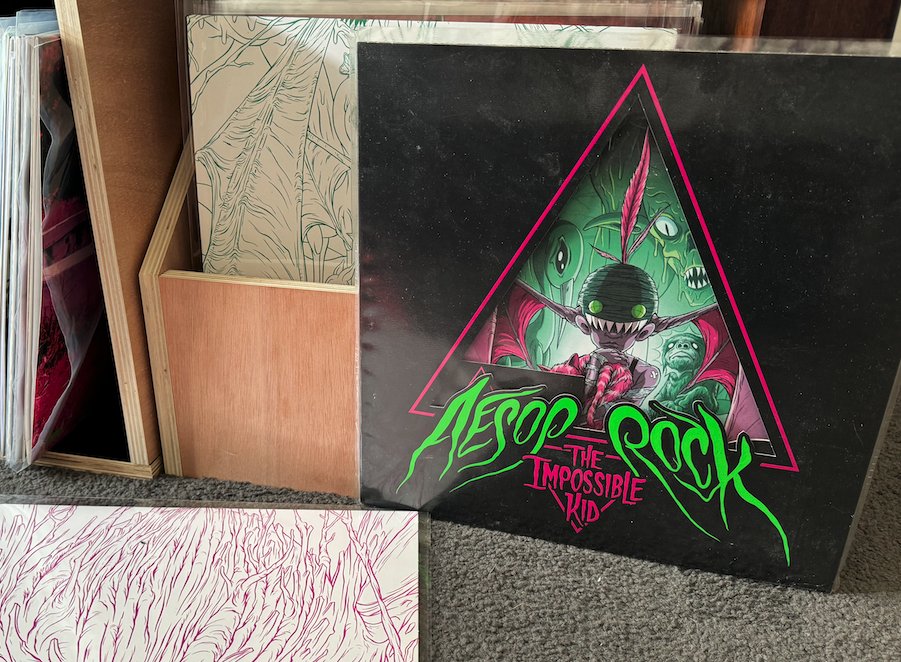 AESOP ROCK
THE
IMPOSSIBLE
KID